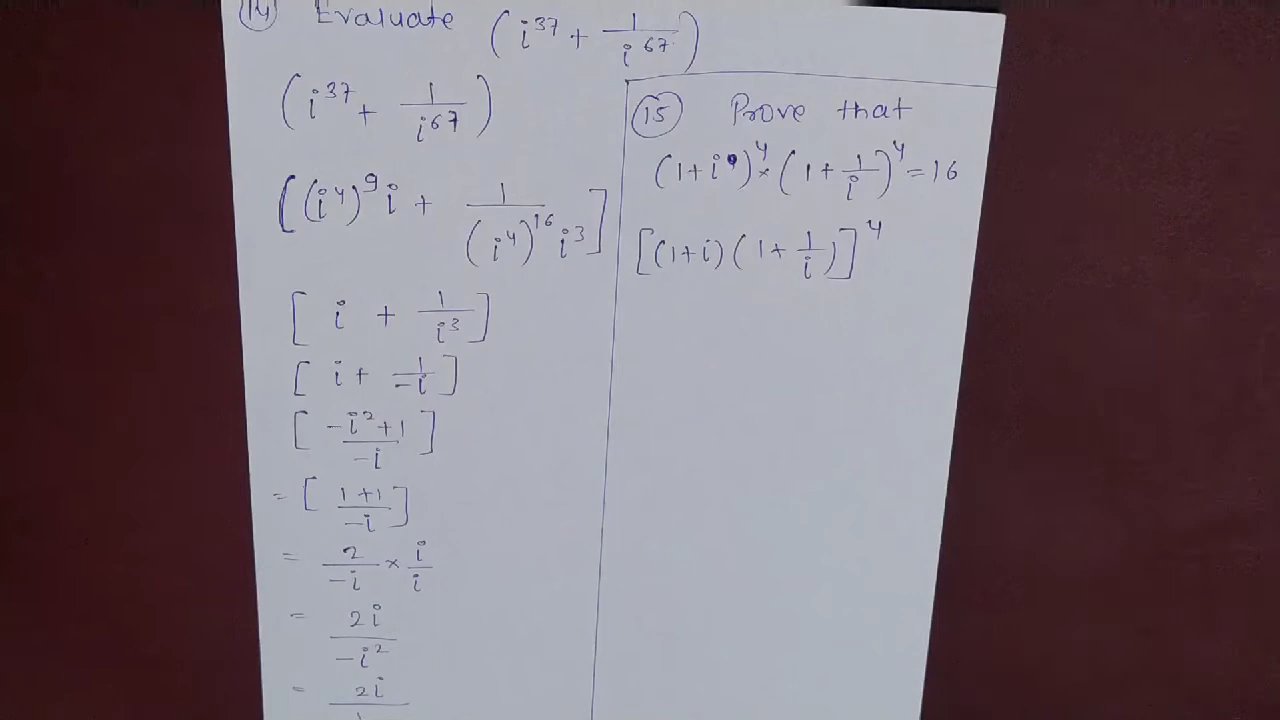 14 Evaluate (i^37 + 1/i^67)
(i^37 + 1/i^67)
[(i^4)^9 i + 1/((i^4)^16 i^3)]
[i + 1/i^3]
[i + 1/-i]
[(-i^2+1)/-i]
= [(1+1)/-i]
= 2/-i × i/i
= 2i/-i^2
= 2i/
15 Prove that
(1+i^9)^4 × (1+1/i)^4 = 16
[(1+i)(1+1/i)]^4